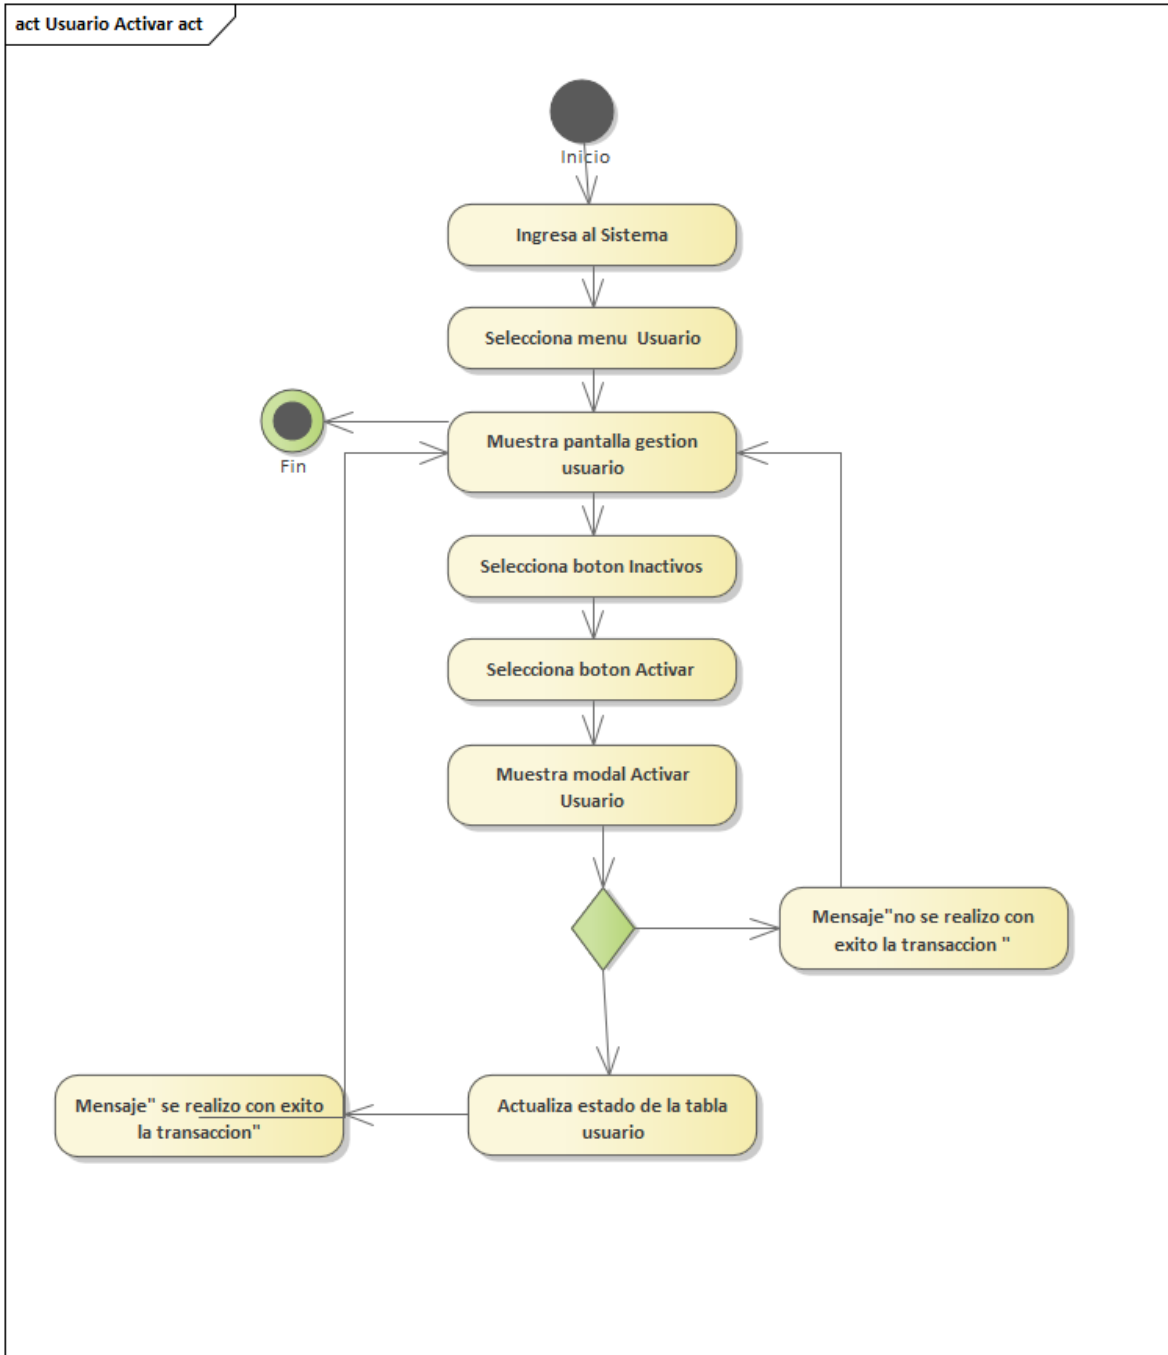 act Usuario Activar act
Inicio
Ingresa al Sistema
Selecciona menu  Usuario
Muestra pantalla gestion
usuario
Fin
Selecciona boton Inactivos
Selecciona boton Activar
Muestra modal Activar
Usuario
Mensaje"no se realizo con
exito la transaccion "
Mensaje" se realizo con exito
la transaccion"
Actualiza estado de la tabla
usuario